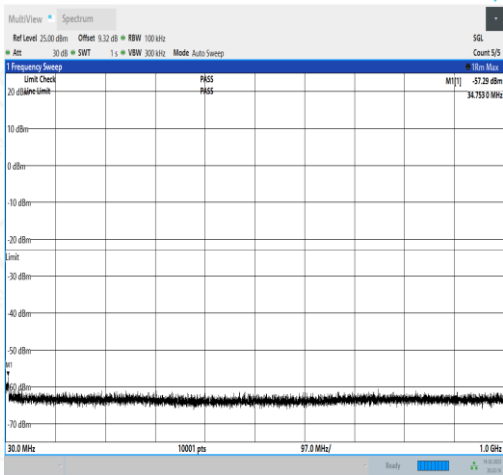 MultiView Spectrum
Ref Level 25.00 dBm Offset 9.32 dB RBW 100 kHz SGL
Att 30 dB SWT 1 s VBW 300 kHz Mode Auto Sweep Count 5/5
1 Frequency Sweep 1Rm Max
Limit Check PASS M1[1] -57.29 dBm
20 dBm Line Limit PASS
34.753 0 MHz
10 dBm
0 dBm
-10 dBm
-20 dBm
Limit
-30 dBm
-40 dBm
-50 dBm
M1
-60 dBm
-70 dBm
30.0 MHz 10001 pts 97.0 MHz/ 1.0 GHz
Ready